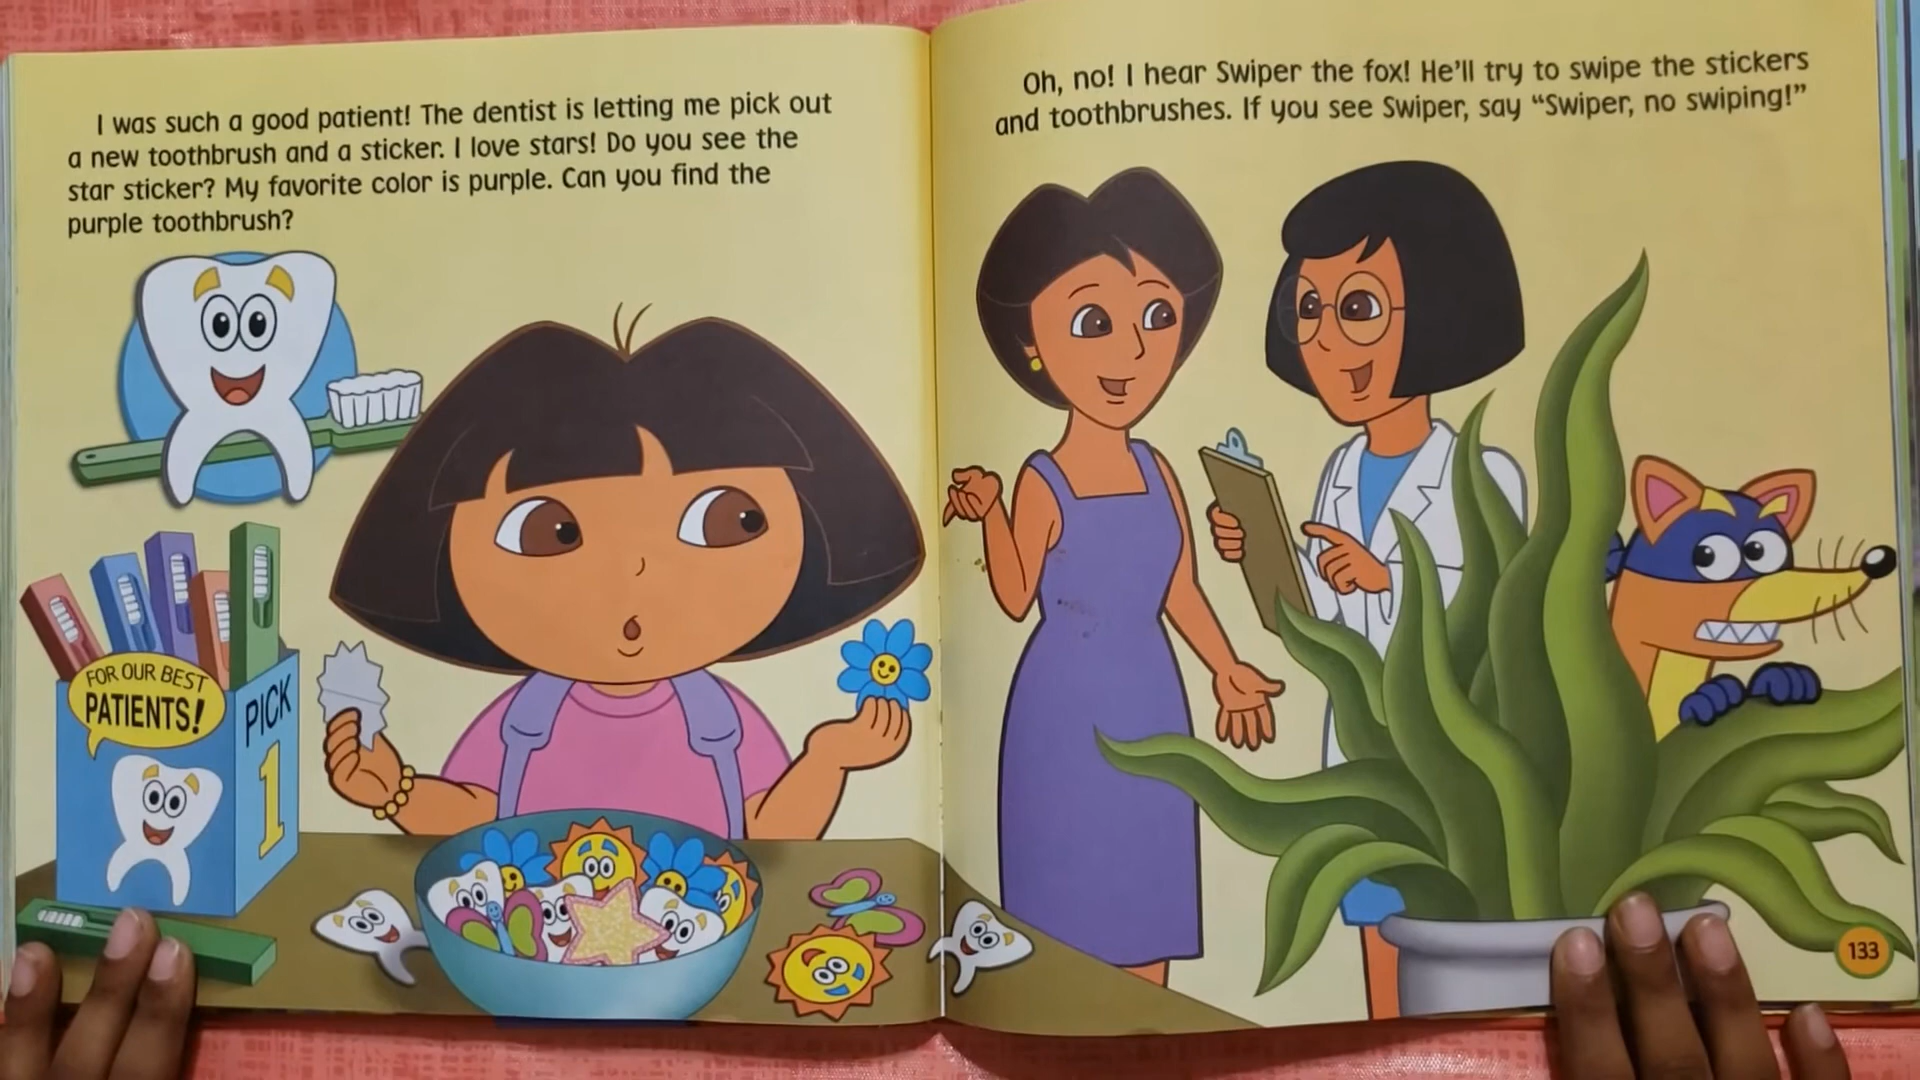 I was such a good patient! The dentist is letting me pick out
a new toothbrush and a sticker. I love stars! Do you see the
star sticker? My favorite color is purple. Can you find the
purple toothbrush?
FOR OUR BEST
PATIENTS!
PICK
1
Oh, no! I hear Swiper the fox! He'll try to swipe the stickers
and toothbrushes. If you see Swiper, say “Swiper, no swiping!”
133